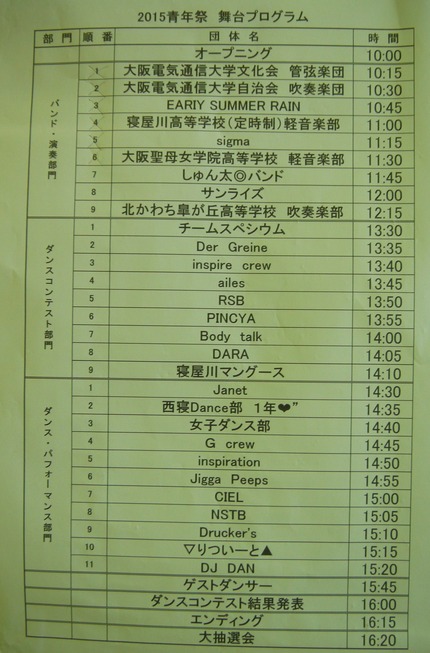 2015青年祭 舞台プログラム
部門 順番 団体名 時間
オープニング 10:00
バンド・演奏部門
1 大阪電気通信大学文化会 管弦楽団 10:15
2 大阪電気通信大学自治会 吹奏楽団 10:30
3 EARIY SUMMER RAIN 10:45
4 寝屋川高等学校(定時制)軽音楽部 11:00
5 sigma 11:15
6 大阪聖母女学院高等学校 軽音楽部 11:30
7 しゅん太◎バンド 11:45
8 サンライズ 12:00
9 北かわち皐が丘高等学校 吹奏楽部 12:15
ダンスコンテスト部門
1 チームスペシウム 13:30
2 Der Greine 13:35
3 inspire crew 13:40
4 ailes 13:45
5 RSB 13:50
6 PINCYA 13:55
7 Body talk 14:00
8 DARA 14:05
9 寝屋川マングース 14:10
ダンス・パフォーマンス部門
1 Janet 14:30
2 西寝Dance部 1年❤” 14:35
3 女子ダンス部 14:40
4 G crew 14:45
5 inspiration 14:50
6 Jigga Peeps 14:55
7 CIEL 15:00
8 NSTB 15:05
9 Drucker's 15:10
10 ▽りついーと▲ 15:15
11 DJ DAN 15:20
ゲストダンサー 15:45
ダンスコンテスト結果発表 16:00
エンディング 16:15
大抽選会 16:20